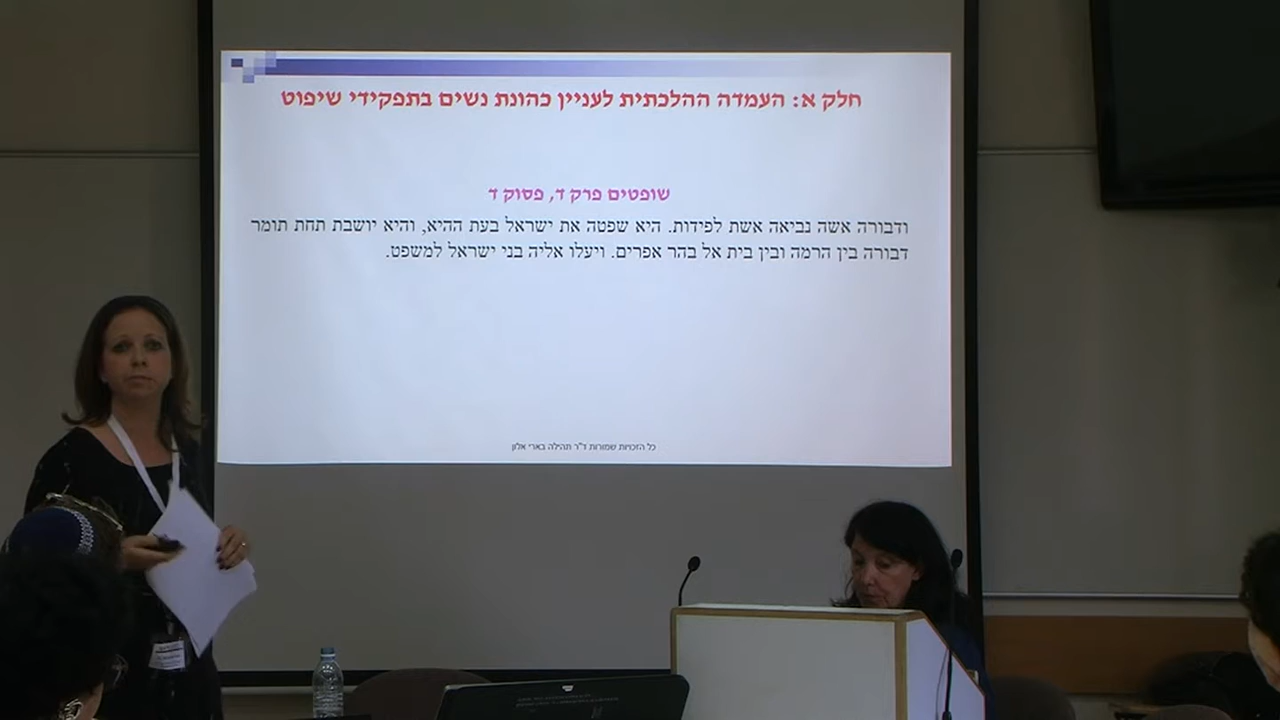 חלק א: העמדה ההלכתית לעניין כהונת נשים בתפקידי שיפוט
שופטים פרק ד, פסוק ד
ודבורה אשה נביאה אשת לפידות. היא שפטה את ישראל בעת ההיא, והיא יושבת תחת תומר
דבורה בין הרמה ובין בית אל בהר אפרים. ויעלו אליה בני ישראל למשפט.
כל הזכויות שמורות ד"ר תהילה בארי אלון